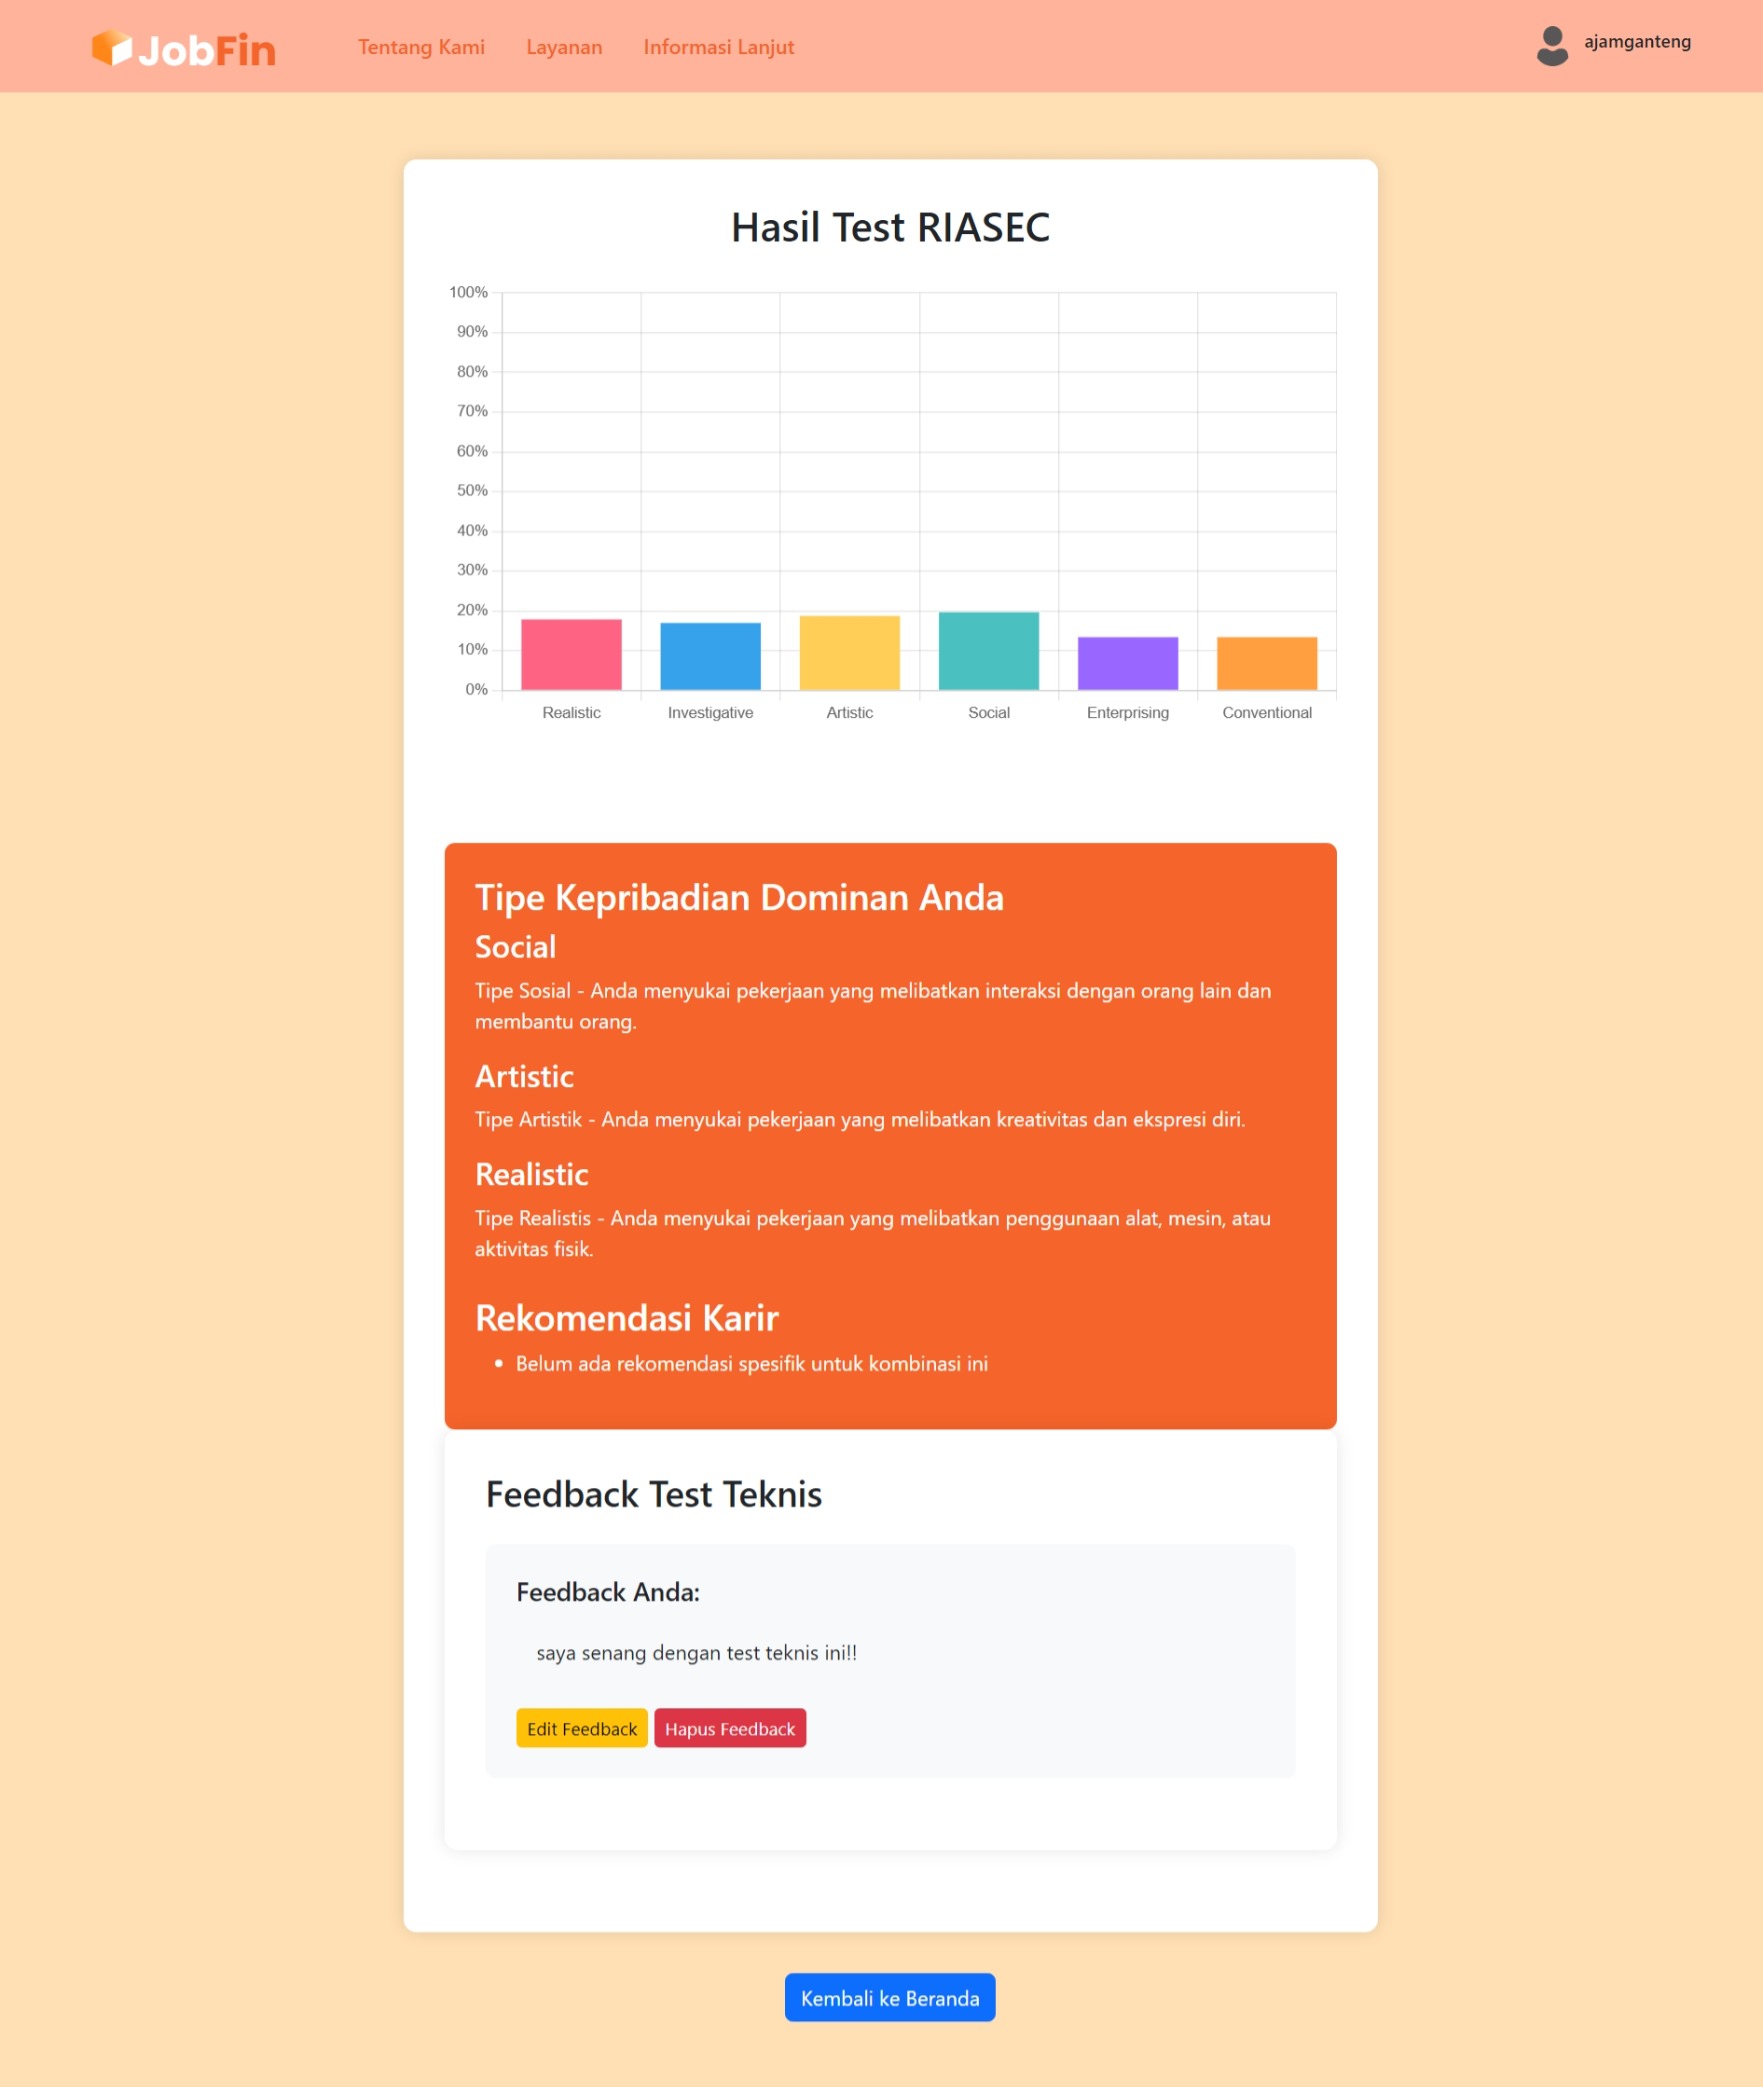 JobFin
Tentang Kami
Layanan
Informasi Lanjut
ajamganteng
Hasil Test RIASEC
100%
90%
80%
70%
60%
50%
40%
30%
20%
10%
0%
Realistic
Investigative
Artistic
Social
Enterprising
Conventional
Tipe Kepribadian Dominan Anda
Social
Tipe Sosial - Anda menyukai pekerjaan yang melibatkan interaksi dengan orang lain dan
membantu orang.
Artistic
Tipe Artistik - Anda menyukai pekerjaan yang melibatkan kreativitas dan ekspresi diri.
Realistic
Tipe Realistis - Anda menyukai pekerjaan yang melibatkan penggunaan alat, mesin, atau
aktivitas fisik.
Rekomendasi Karir
• Belum ada rekomendasi spesifik untuk kombinasi ini
Feedback Test Teknis
Feedback Anda:
saya senang dengan test teknis ini!!
Edit Feedback
Hapus Feedback
Kembali ke Beranda